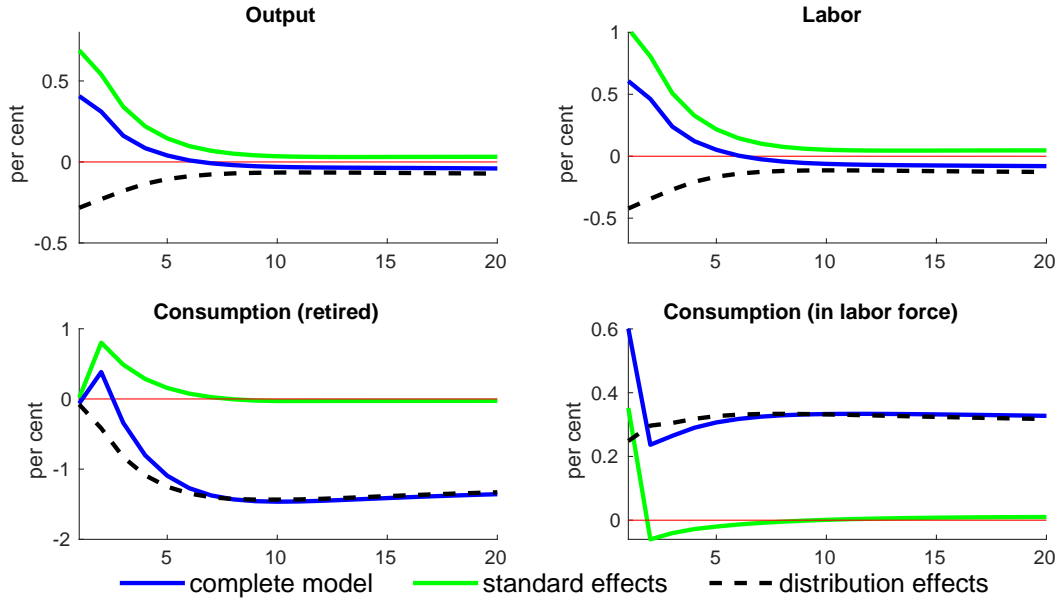 Output
per cent
0.5
0
-0.5
5
10
15
20
Labor
per cent
1
0.5
0
-0.5
5
10
15
20
Consumption (retired)
per cent
1
0
-1
-2
5
10
15
20
Consumption (in labor force)
per cent
0.6
0.4
0.2
0
5
10
15
20
complete model
standard effects
distribution effects